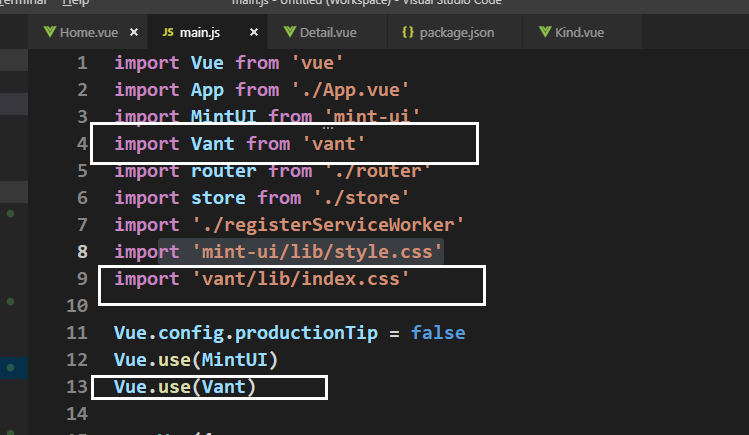 Terminal Help main.js - Untitled (Workspace) - Visual Studio Code
Home.vue × JS main.js × Detail.vue {} package.json Kind.vue
1 import Vue from 'vue'
2 import App from './App.vue'
3 import MintUI from 'mint-ui'
4 import Vant from 'vant'
5 import router from './router'
6 import store from './store'
7 import './registerServiceWorker'
8 import 'mint-ui/lib/style.css'
9 import 'vant/lib/index.css'
10
11 Vue.config.productionTip = false
12 Vue.use(MintUI)
13 Vue.use(Vant)
14